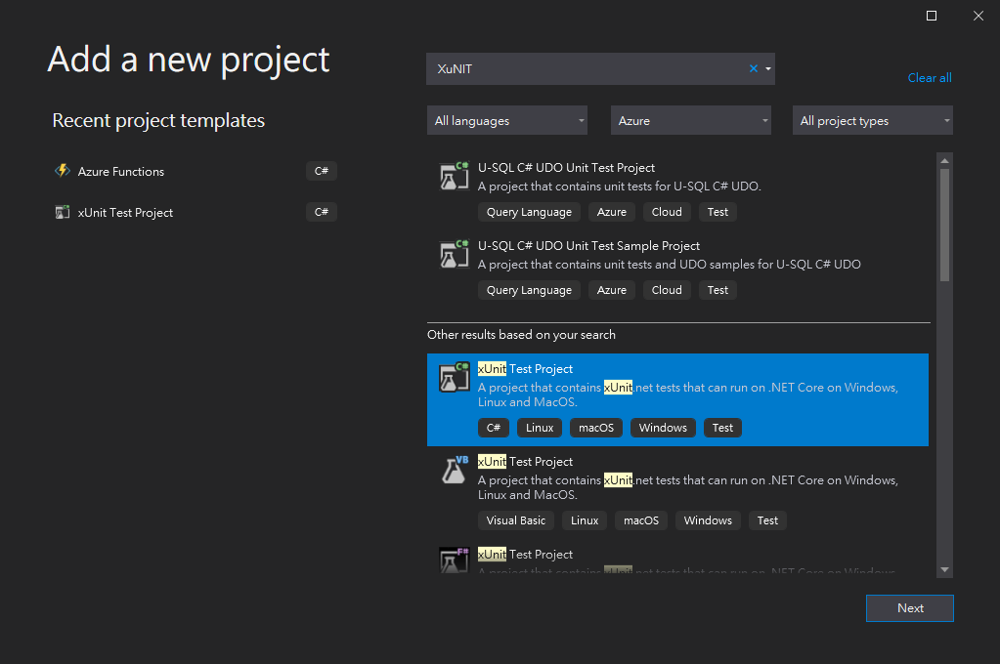 Add a new project
XuNIT
Clear all
Recent project templates
All languages
Azure
All project types
Azure Functions
C#
xUnit Test Project
C#
U-SQL C# UDO Unit Test Project
A project that contains unit tests for U-SQL C# UDO.
Query Language Azure Cloud Test
U-SQL C# UDO Unit Test Sample Project
A project that contains unit tests and UDO samples for U-SQL C# UDO
Query Language Azure Cloud Test
Other results based on your search
xUnit Test Project
A project that contains xUnit.net tests that can run on .NET Core on Windows,
Linux and MacOS.
C# Linux macOS Windows Test
VB
xUnit Test Project
A project that contains xUnit.net tests that can run on .NET Core on Windows,
Linux and MacOS.
Visual Basic Linux macOS Windows Test
F#
xUnit Test Project
A project that contains xUnit.net tests that can run on .NET Core on Windows,
Next